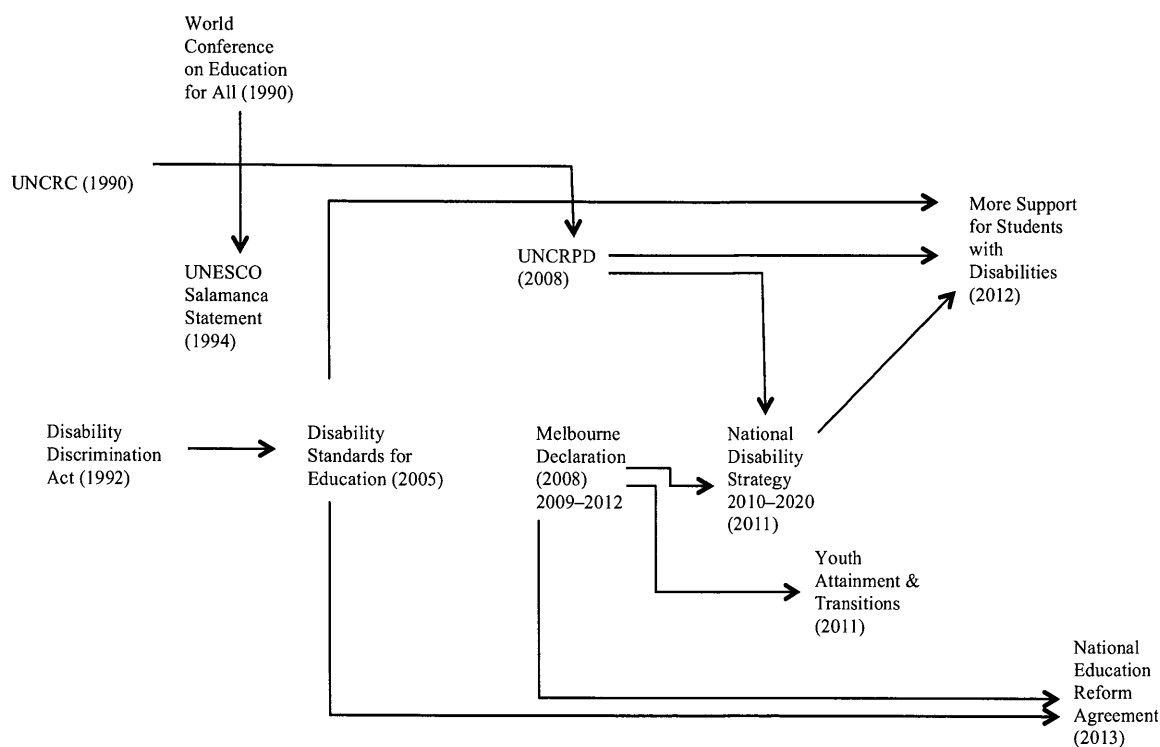 World
Conference
on Education
for All (1990)
UNCRC (1990)
UNESCO
Salamanca
Statement
(1994)
UNCRPD
(2008)
More Support
for Students
with
Disabilities
(2012)
Disability
Discrimination
Act (1992)
Disability
Standards for
Education (2005)
Melbourne
Declaration
(2008)
2009–2012
National
Disability
Strategy
2010–2020
(2011)
Youth
Attainment &
Transitions
(2011)
National
Education
Reform
Agreement
(2013)